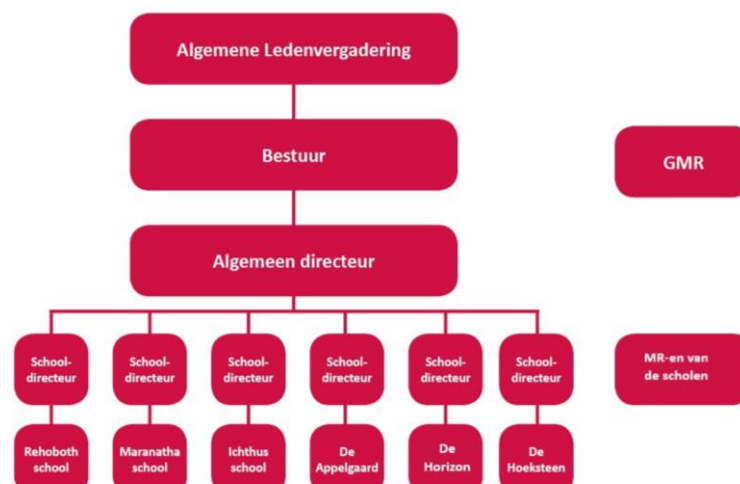 Algemene Ledenvergadering
Bestuur
GMR
Algemeen directeur
School-
directeur
School-
directeur
School-
directeur
School-
directeur
School-
directeur
School-
directeur
MR-en van
de scholen
Rehoboth
school
Maranatha
school
Ichthus
school
De
Appelgaard
De
Horizon
De
Hoeksteen